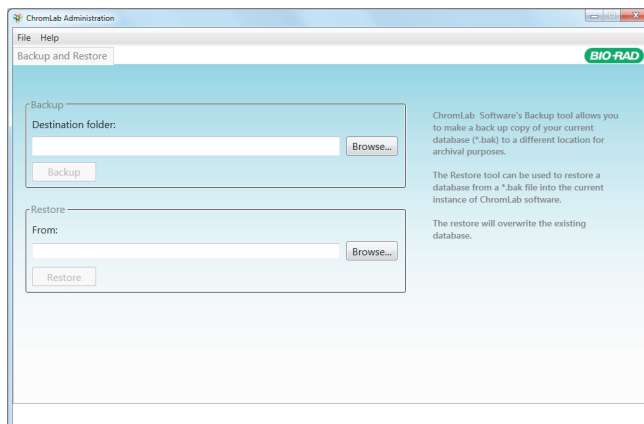 ChromLab Administration
File Help
Backup and Restore
BIO-RAD
Backup
Destination folder:
Browse...
Backup
Restore
From:
Browse...
Restore
ChromLab Software's Backup tool allows you
to make a back up copy of your current
database (*.bak) to a different location for
archival purposes.
The Restore tool can be used to restore a
database from a *.bak file into the current
instance of ChromLab software.
The restore will overwrite the existing
database.